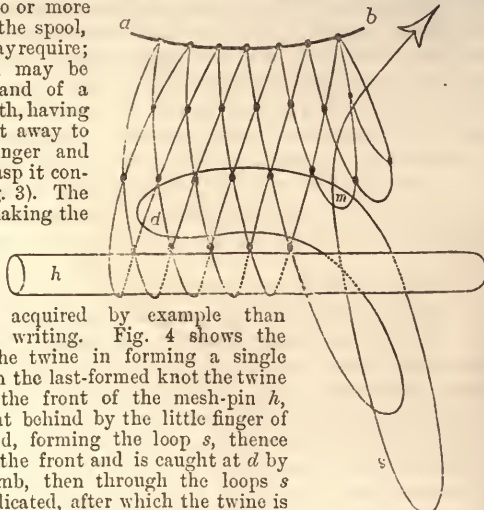 o or more
the spool,
ay require;
may be
and of a
th, having
t away to
nger and
asp it con-
. 3). The
aking the
a
b
m
d
h
s
acquired by example than
writing. Fig. 4 shows the
he twine in forming a single
n the last-formed knot the twine
the front of the mesh-pin h,
nt behind by the little finger of
d, forming the loop s, thence
the front and is caught at d by
mb, then through the loops s
dicated, after which the twine is